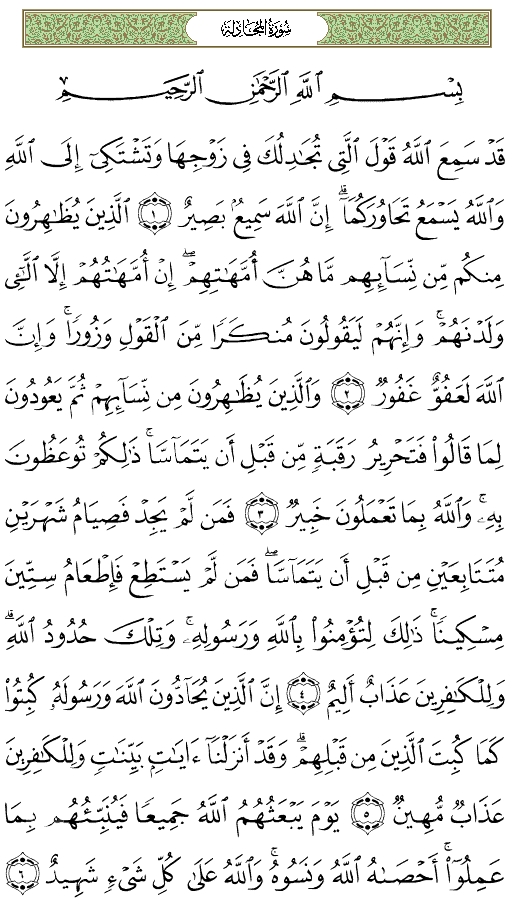 سُورَةُ المُجَادلَة
بِسْمِ ٱللَّهِ ٱلرَّحْمَٰنِ ٱلرَّحِيمِ
قَدْ سَمِعَ ٱللَّهُ قَوْلَ ٱلَّتِى تُجَٰدِلُكَ فِى زَوْجِهَا وَتَشْتَكِىٓ إِلَى ٱللَّهِ
وَٱللَّهُ يَسْمَعُ تَحَاوُرَكُمَآ ۚ إِنَّ ٱللَّهَ سَمِيعٌۢ بَصِيرٌ ١ ٱلَّذِينَ يُظَٰهِرُونَ
مِنكُم مِّن نِّسَآئِهِم مَّا هُنَّ أُمَّهَٰتِهِمْ ۖ إِنْ أُمَّهَٰتُهُمْ إِلَّا ٱلَّٰٓـِٔى
وَلَدْنَهُمْ ۚ وَإِنَّهُمْ لَيَقُولُونَ مُنكَرًا مِّنَ ٱلْقَوْلِ وَزُورًا ۚ وَإِنَّ
ٱللَّهَ لَعَفُوٌّ غَفُورٌ ٢ وَٱلَّذِينَ يُظَٰهِرُونَ مِن نِّسَآئِهِمْ ثُمَّ يَعُودُونَ
لِمَا قَالُوا۟ فَتَحْرِيرُ رَقَبَةٍ مِّن قَبْلِ أَن يَتَمَآسَّا ۚ ذَٰلِكُمْ تُوعَظُونَ
بِهِۦ ۚ وَٱللَّهُ بِمَا تَعْمَلُونَ خَبِيرٌ ٣ فَمَن لَّمْ يَجِدْ فَصِيَامُ شَهْرَيْنِ
مُتَتَابِعَيْنِ مِن قَبْلِ أَن يَتَمَآسَّا ۖ فَمَن لَّمْ يَسْتَطِعْ فَإِطْعَامُ سِتِّينَ
مِسْكِينًا ۚ ذَٰلِكَ لِتُؤْمِنُوا۟ بِٱللَّهِ وَرَسُولِهِۦ ۚ وَتِلْكَ حُدُودُ ٱللَّهِ ۗ
وَلِلْكَٰفِرِينَ عَذَابٌ أَلِيمٌ ٤ إِنَّ ٱلَّذِينَ يُحَآدُّونَ ٱللَّهَ وَرَسُولَهُۥ كُبِتُوا۟
كَمَا كُبِتَ ٱلَّذِينَ مِن قَبْلِهِمْ ۚ وَقَدْ أَنزَلْنَآ ءَايَٰتٍۭ بَيِّنَٰتٍ ۚ وَلِلْكَٰفِرِينَ
عَذَابٌ مُّهِينٌ ٥ يَوْمَ يَبْعَثُهُمُ ٱللَّهُ جَمِيعًا فَيُنَبِّئُهُم بِمَا
عَمِلُوٓا۟ ۚ أَحْصَىٰهُ ٱللَّهُ وَنَسُوهُ ۚ وَٱللَّهُ عَلَىٰ كُلِّ شَىْءٍ شَهِيدٌ ٦